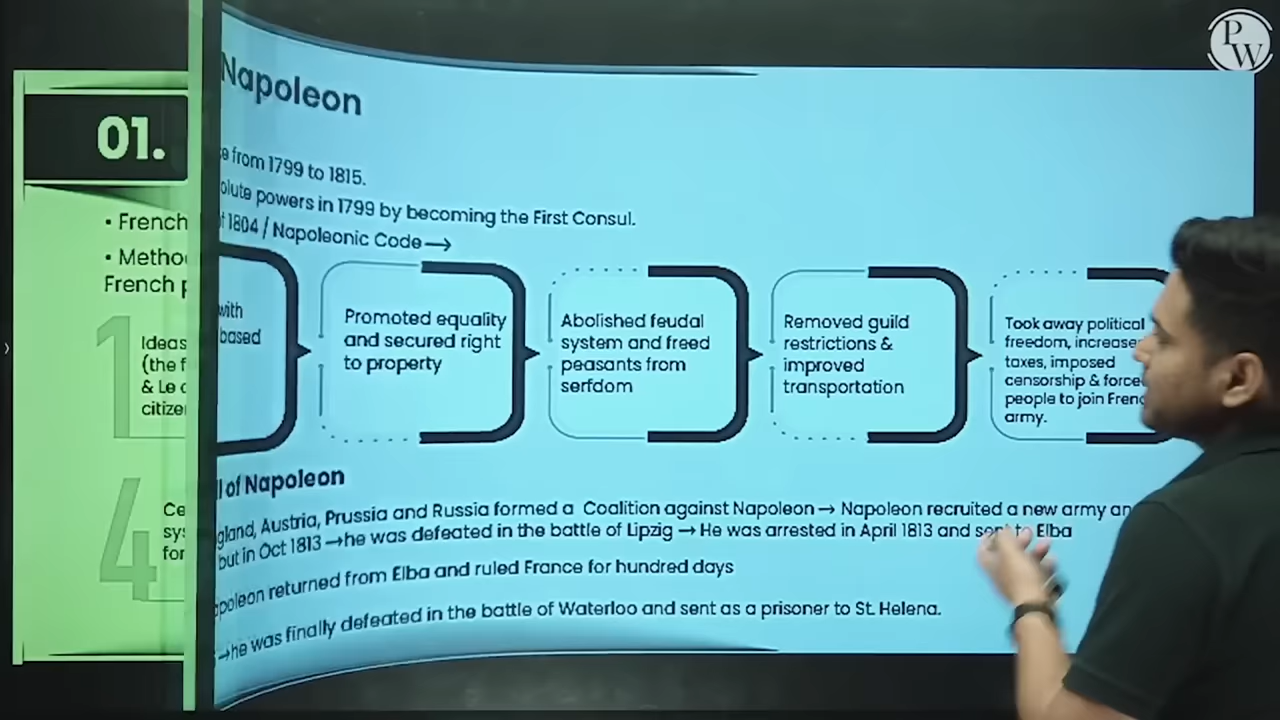 PW
01.
• French
• Metho
French p
1
Ideas
(the f
& Le c
citize
4
Ce
sys
for
Napoleon
e from 1799 to 1815.
olute powers in 1799 by becoming the First Consul.
1804 / Napoleonic Code →
with
based
Promoted equality
and secured right
to property
Abolished feudal
system and freed
peasants from
serfdom
Removed guild
restrictions &
improved
transportation
Took away political
freedom, increase
taxes, imposed
censorship & force
people to join Frenc
army.
l of Napoleon
gland, Austria, Prussia and Russia formed a Coalition against Napoleon → Napoleon recruited a new army an
but in Oct 1813 → he was defeated in the battle of Lipzig → He was arrested in April 1813 and sent to Elba
poleon returned from Elba and ruled France for hundred days
→ he was finally defeated in the battle of Waterloo and sent as a prisoner to St. Helena.